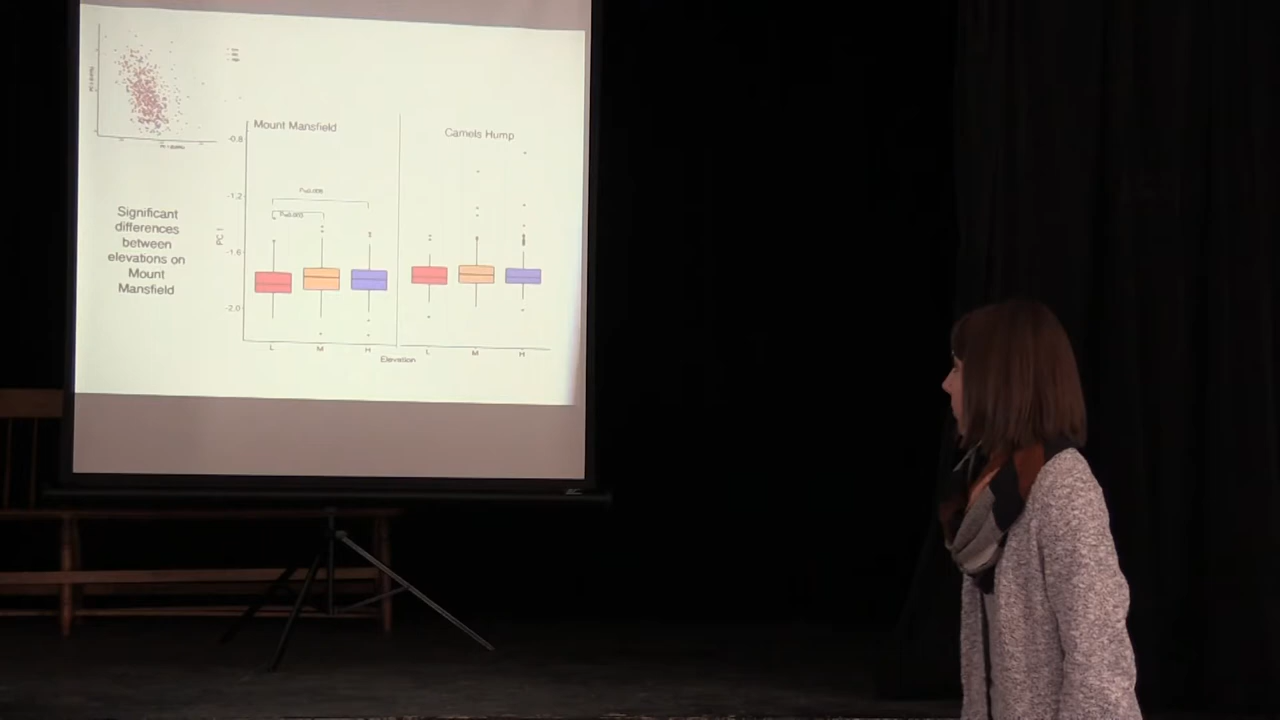 Mount Mansfield
Camels Hump
-0.8
-1.2
-1.6
-2.0
PC 1
Significant
differences
between
elevations on
Mount
Mansfield
L
M
H
L
M
H
Elevation